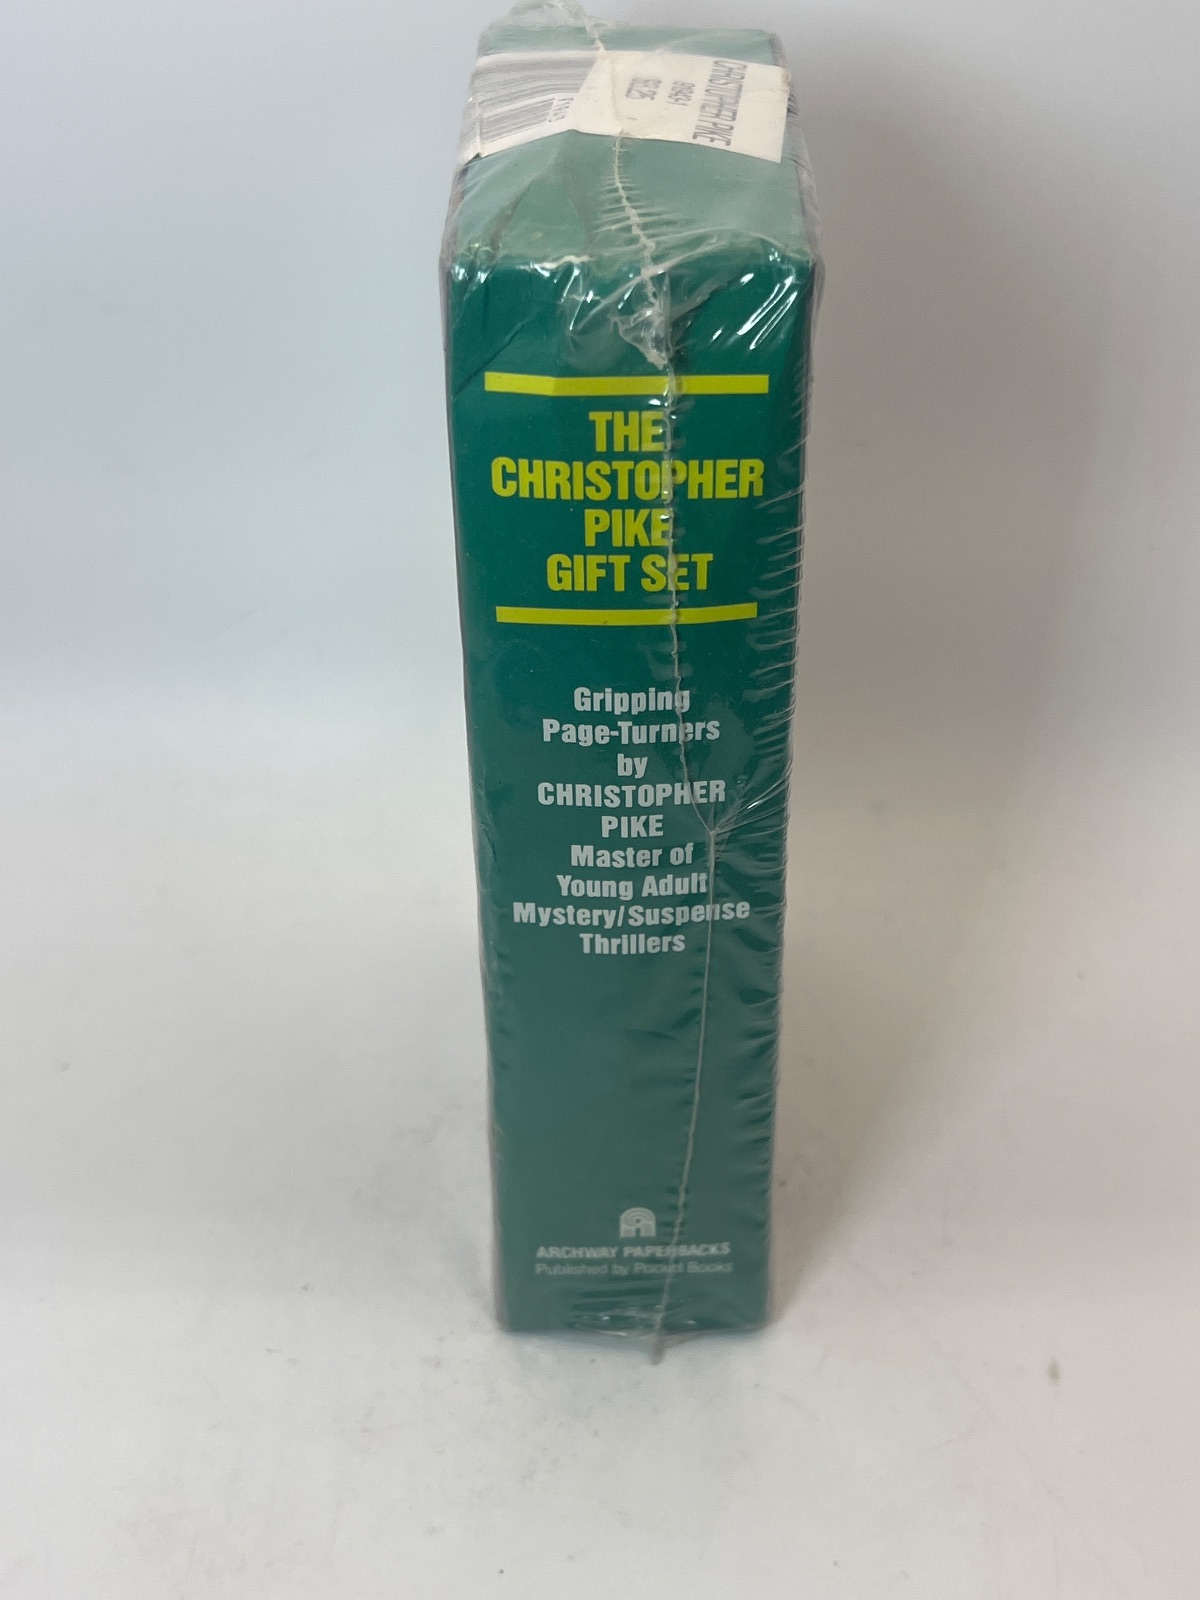 CHRISTOPHER PIKE
THE
CHRISTOPHER
PIKE
GIFT SET
Gripping
Page-Turners
by
CHRISTOPHER
PIKE
Master of
Young Adult
Mystery/Suspense
Thrillers
ARCHWAY PAPERBACKS
Published by Pocket Books